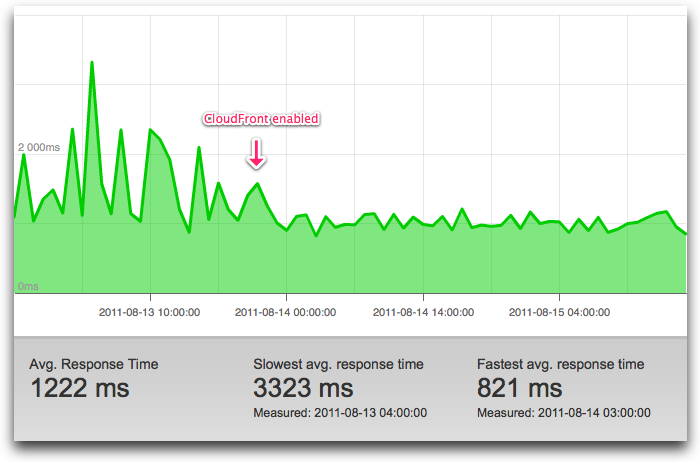 CloudFront enabled
2 000ms
0ms
2011-08-13 10:00:00 2011-08-14 00:00:00 2011-08-14 14:00:00 2011-08-15 04:00:00
Avg. Response Time Slowest avg. response time Fastest avg. response time
1222 ms 3323 ms 821 ms
Measured: 2011-08-13 04:00:00 Measured: 2011-08-14 03:00:00